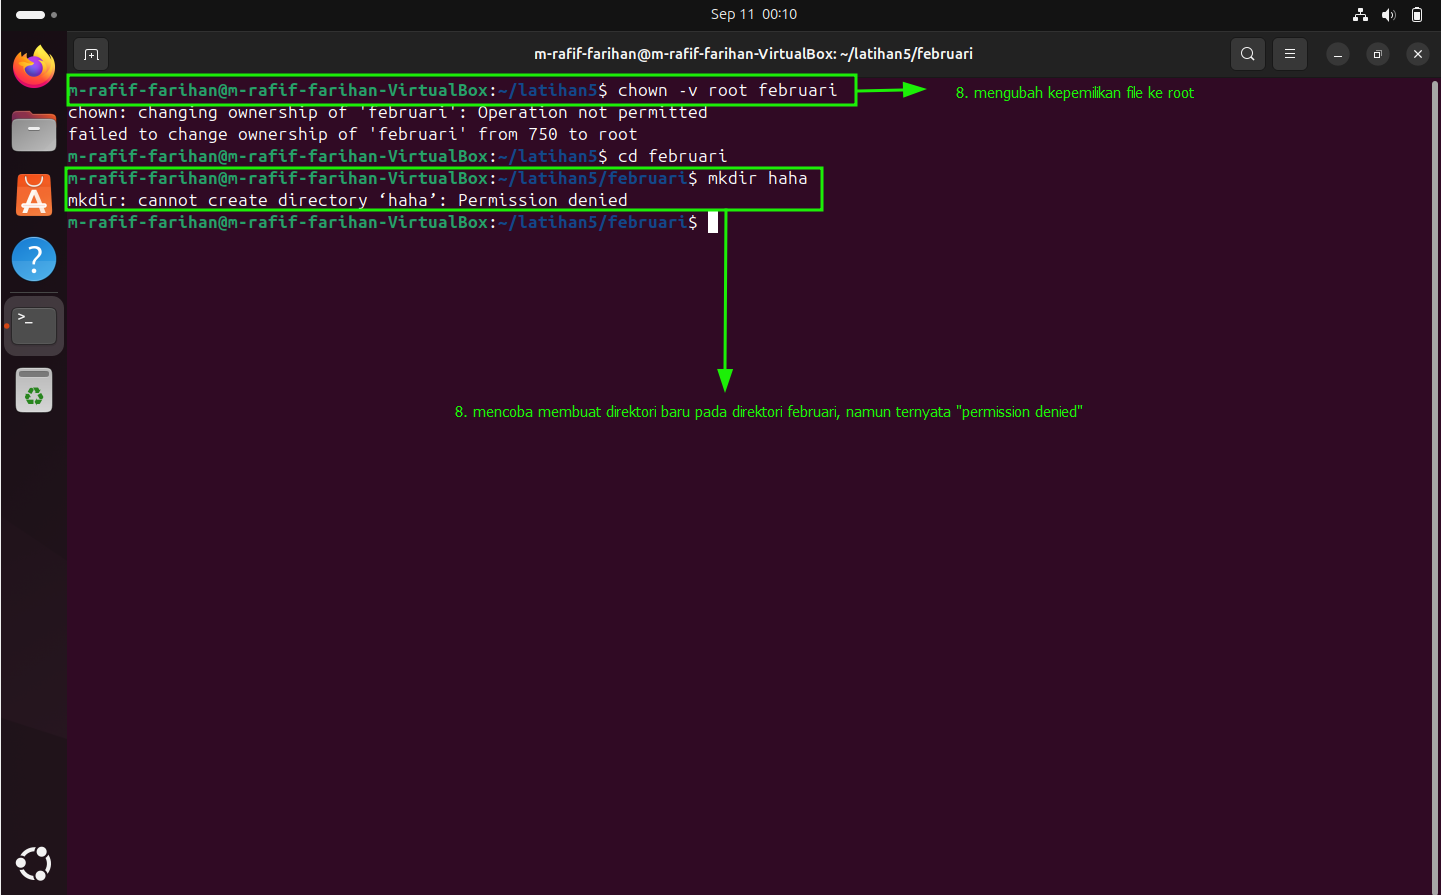 Sep 11 00:10
m-rafif-farihan@m-rafif-farihan-VirtualBox: ~/latihan5/februari
m-rafif-farihan@m-rafif-farihan-VirtualBox:~/latihan5$ chown -v root februari
8. mengubah kepemilikan file ke root
chown: changing ownership of 'februari': Operation not permitted
failed to change ownership of 'februari' from 750 to root
m-rafif-farihan@m-rafif-farihan-VirtualBox:~/latihan5$ cd februari
m-rafif-farihan@m-rafif-farihan-VirtualBox:~/latihan5/februari$ mkdir haha
mkdir: cannot create directory ‘haha’: Permission denied
m-rafif-farihan@m-rafif-farihan-VirtualBox:~/latihan5/februari$
8. mencoba membuat direktori baru pada direktori februari, namun ternyata "permission denied"